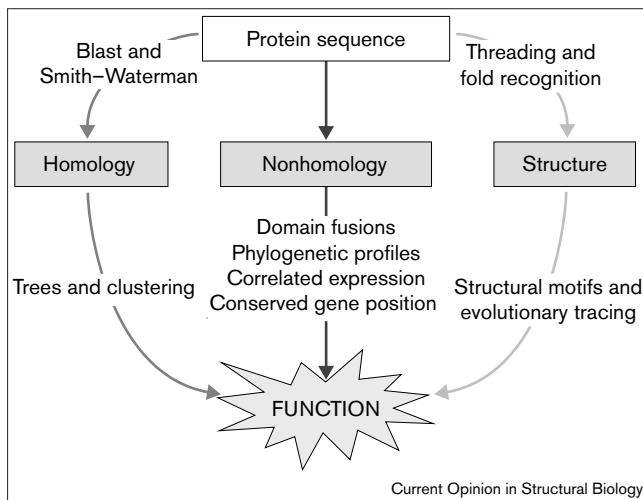 Protein sequence
Blast and
Smith–Waterman
Threading and
fold recognition
Homology
Nonhomology
Structure
Domain fusions
Phylogenetic profiles
Correlated expression
Conserved gene position
Trees and clustering
Structural motifs and
evolutionary tracing
FUNCTION
Current Opinion in Structural Biology